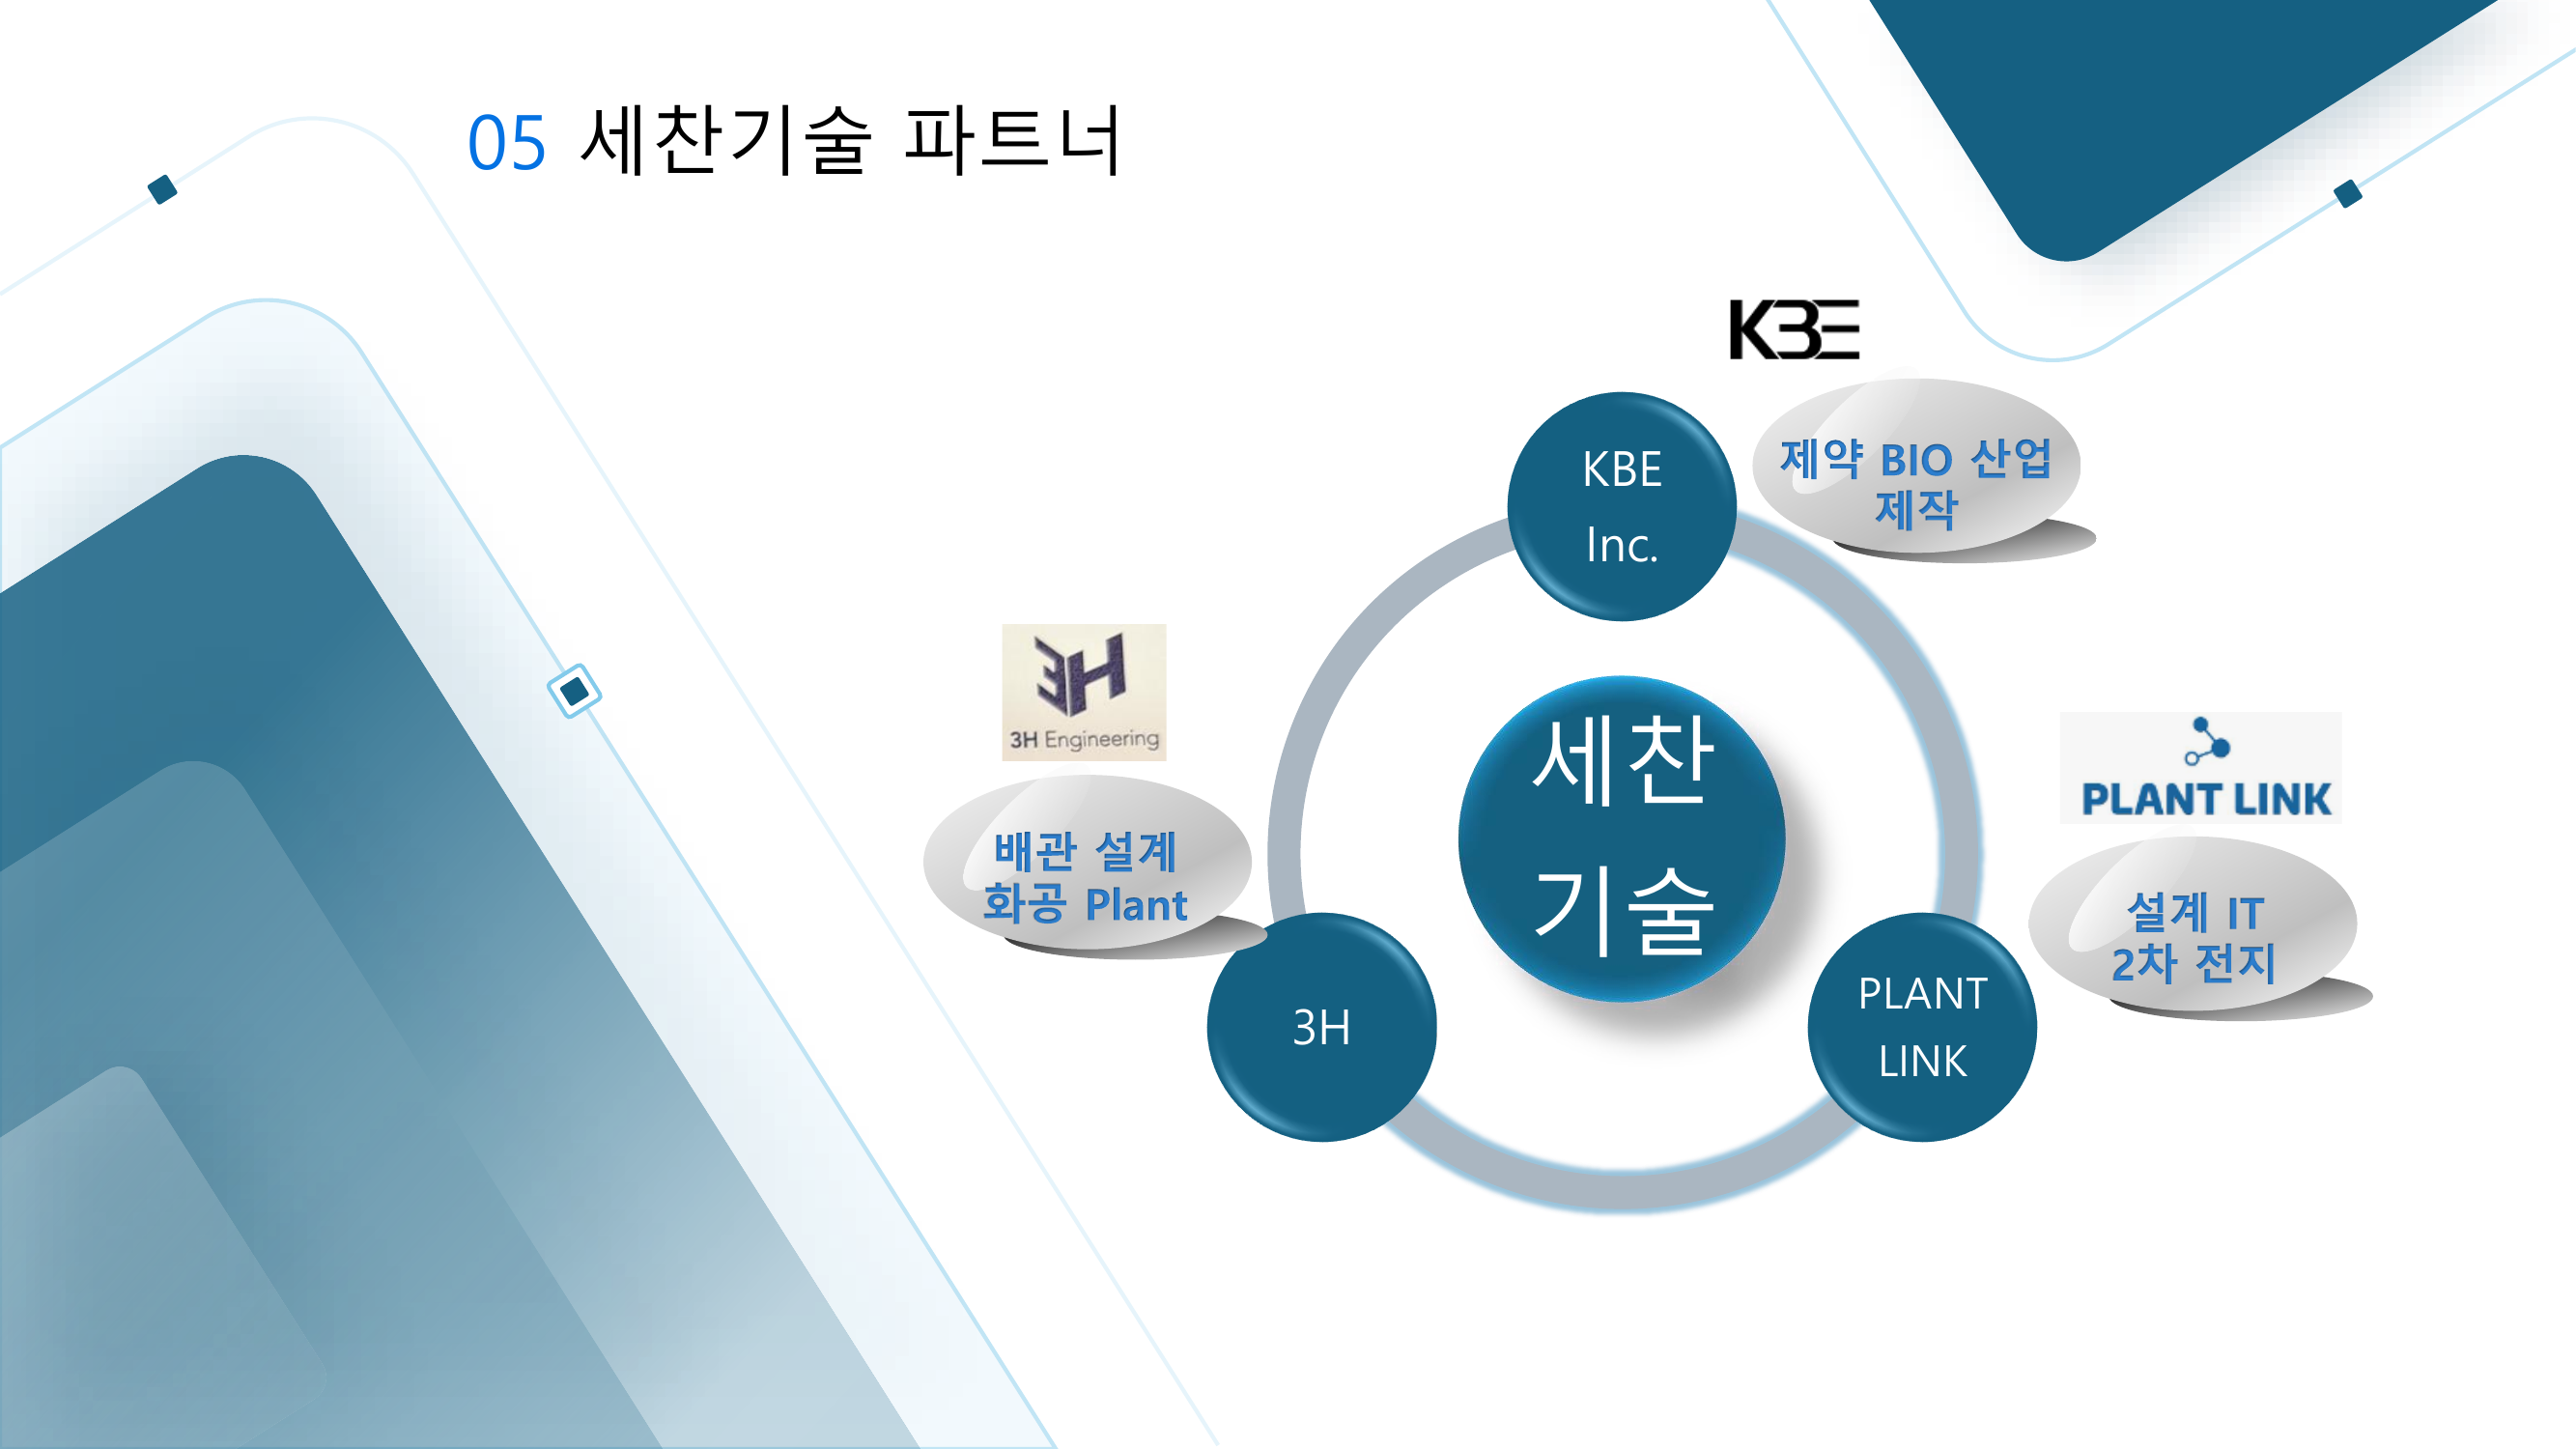 05 세찬기술 파트너
KBE
KBE
Inc.
제약 BIO 산업
제작
3H
3H Engineering
배관 설계
화공 Plant
세찬
기술
PLANT LINK
설계 IT
2차 전지
3H
PLANT
LINK